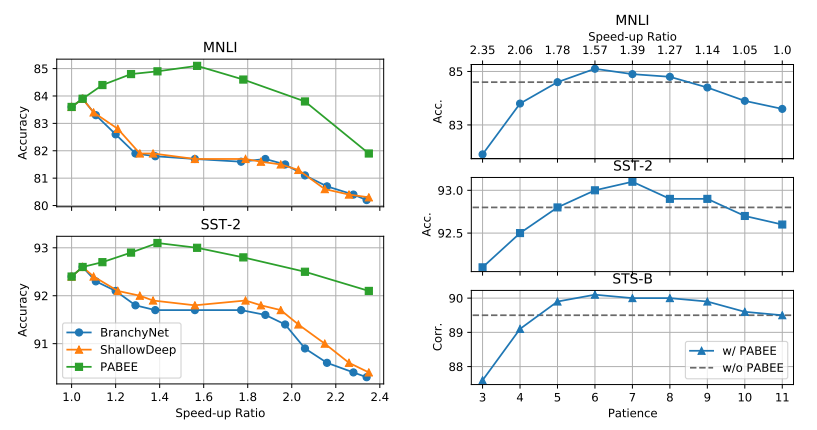 MNLI
Accuracy
85
84
83
82
81
80
SST-2
Accuracy
93
92
91
BranchyNet
ShallowDeep
PABEE
1.0 1.2 1.4 1.6 1.8 2.0 2.2 2.4
Speed-up Ratio
MNLI
Speed-up Ratio
2.35 2.06 1.78 1.57 1.39 1.27 1.14 1.05 1.0
Acc.
85
83
SST-2
Acc.
93.0
92.5
STS-B
Corr.
90
89
88
w/ PABEE
w/o PABEE
3 4 5 6 7 8 9 10 11
Patience